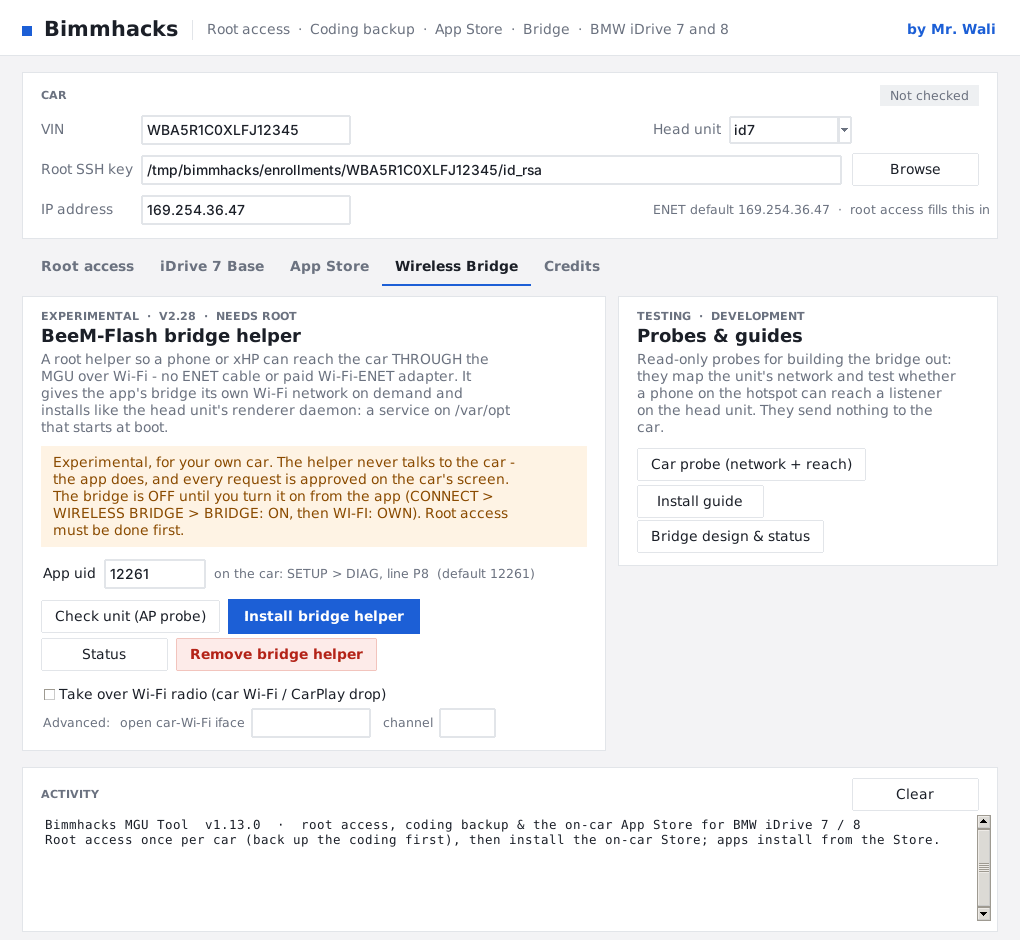 Bimmhacks
Root access · Coding backup · App Store · Bridge · BMW iDrive 7 and 8
by Mr. Wali
CAR
Not checked
VIN
WBA5R1C0XLFJ12345
Head unit
id7
Root SSH key
/tmp/bimmhacks/enrollments/WBA5R1C0XLFJ12345/id_rsa
Browse
IP address
169.254.36.47
ENET default 169.254.36.47 · root access fills this in
Root access
iDrive 7 Base
App Store
Wireless Bridge
Credits
EXPERIMENTAL · V2.28 · NEEDS ROOT
BeeM-Flash bridge helper
A root helper so a phone or xHP can reach the car THROUGH the
MGU over Wi-Fi - no ENET cable or paid Wi-Fi-ENET adapter. It
gives the app's bridge its own Wi-Fi network on demand and
installs like the head unit's renderer daemon: a service on /var/opt
that starts at boot.
Experimental, for your own car. The helper never talks to the car -
the app does, and every request is approved on the car's screen.
The bridge is OFF until you turn it on from the app (CONNECT >
WIRELESS BRIDGE > BRIDGE: ON, then WI-FI: OWN). Root access
must be done first.
App uid
12261
on the car: SETUP > DIAG, line P8 (default 12261)
Check unit (AP probe)
Install bridge helper
Status
Remove bridge helper
Take over Wi-Fi radio (car Wi-Fi / CarPlay drop)
Advanced: open car-Wi-Fi iface
channel
TESTING · DEVELOPMENT
Probes & guides
Read-only probes for building the bridge out:
they map the unit's network and test whether
a phone on the hotspot can reach a listener
on the head unit. They send nothing to the
car.
Car probe (network + reach)
Install guide
Bridge design & status
ACTIVITY
Clear
Bimmhacks MGU Tool v1.13.0 · root access, coding backup & the on-car App Store for BMW iDrive 7 / 8
Root access once per car (back up the coding first), then install the on-car Store; apps install from the Store.